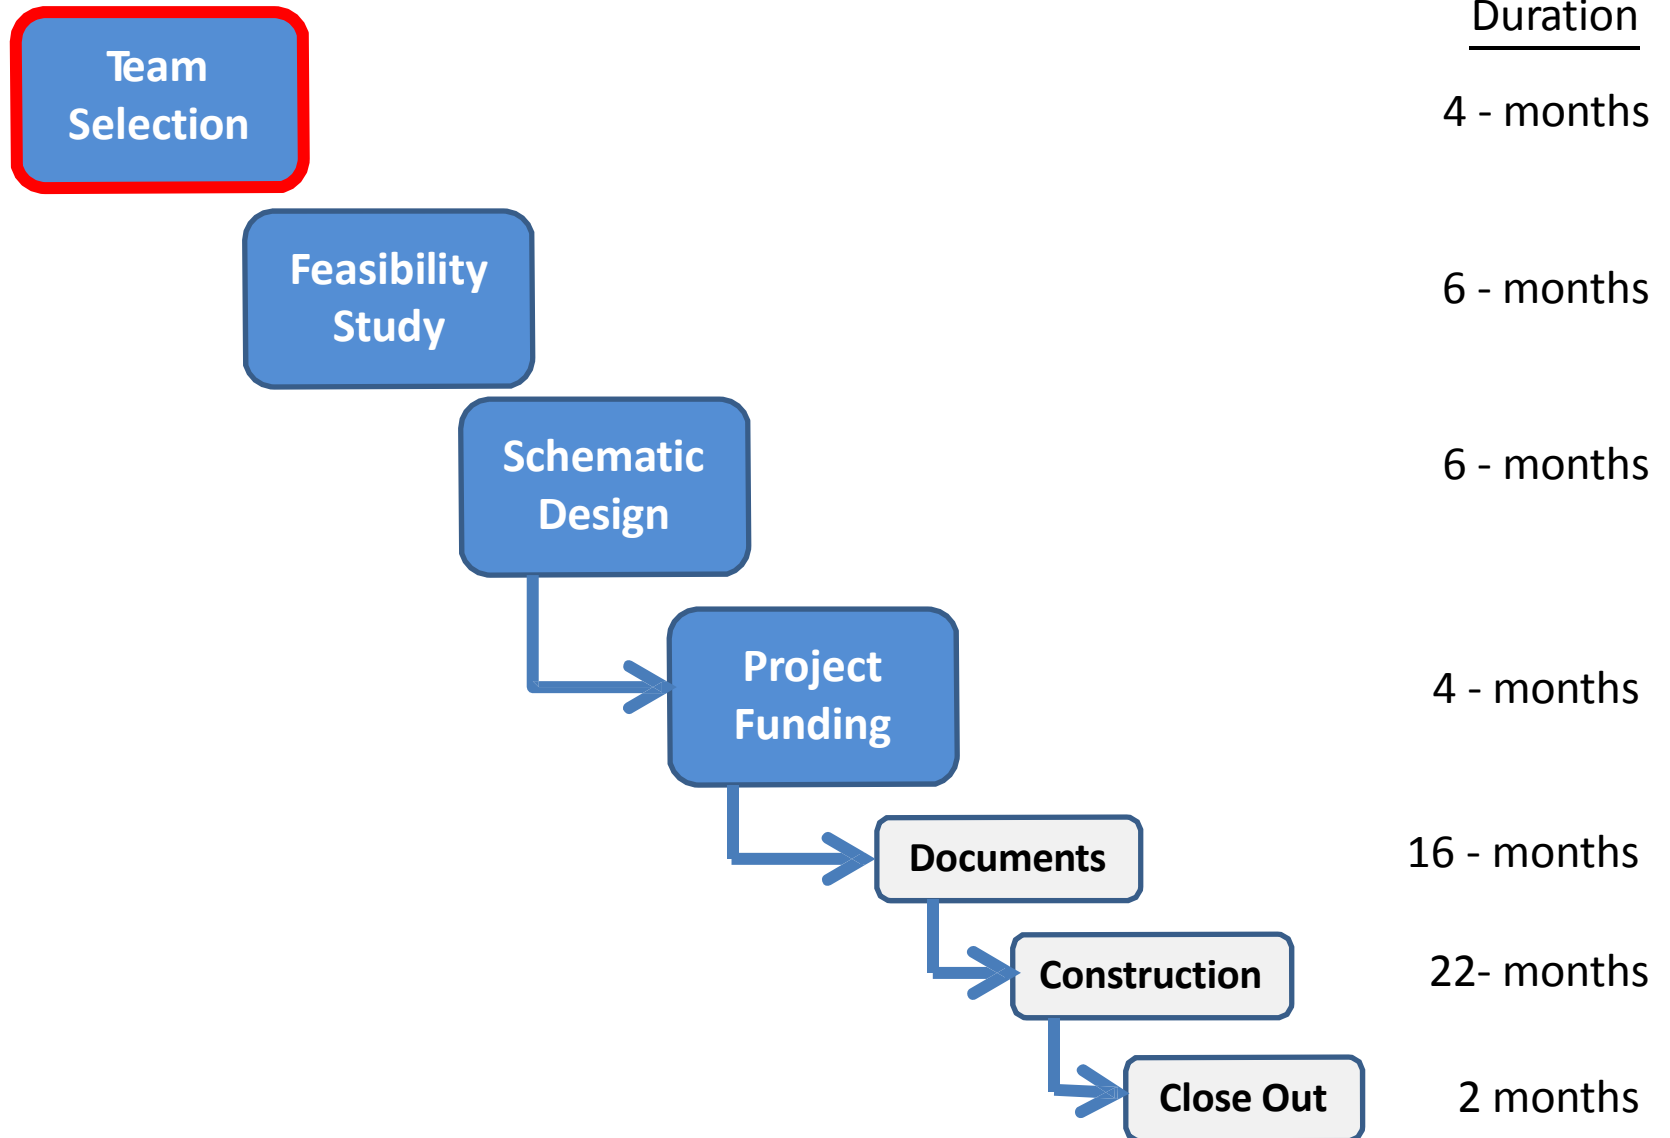 Duration
Team
Selection
4 - months
Feasibility
Study
6 - months
Schematic
Design
6 - months
Project
Funding
4 - months
Documents
16 - months
Construction
22- months
Close Out
2 months